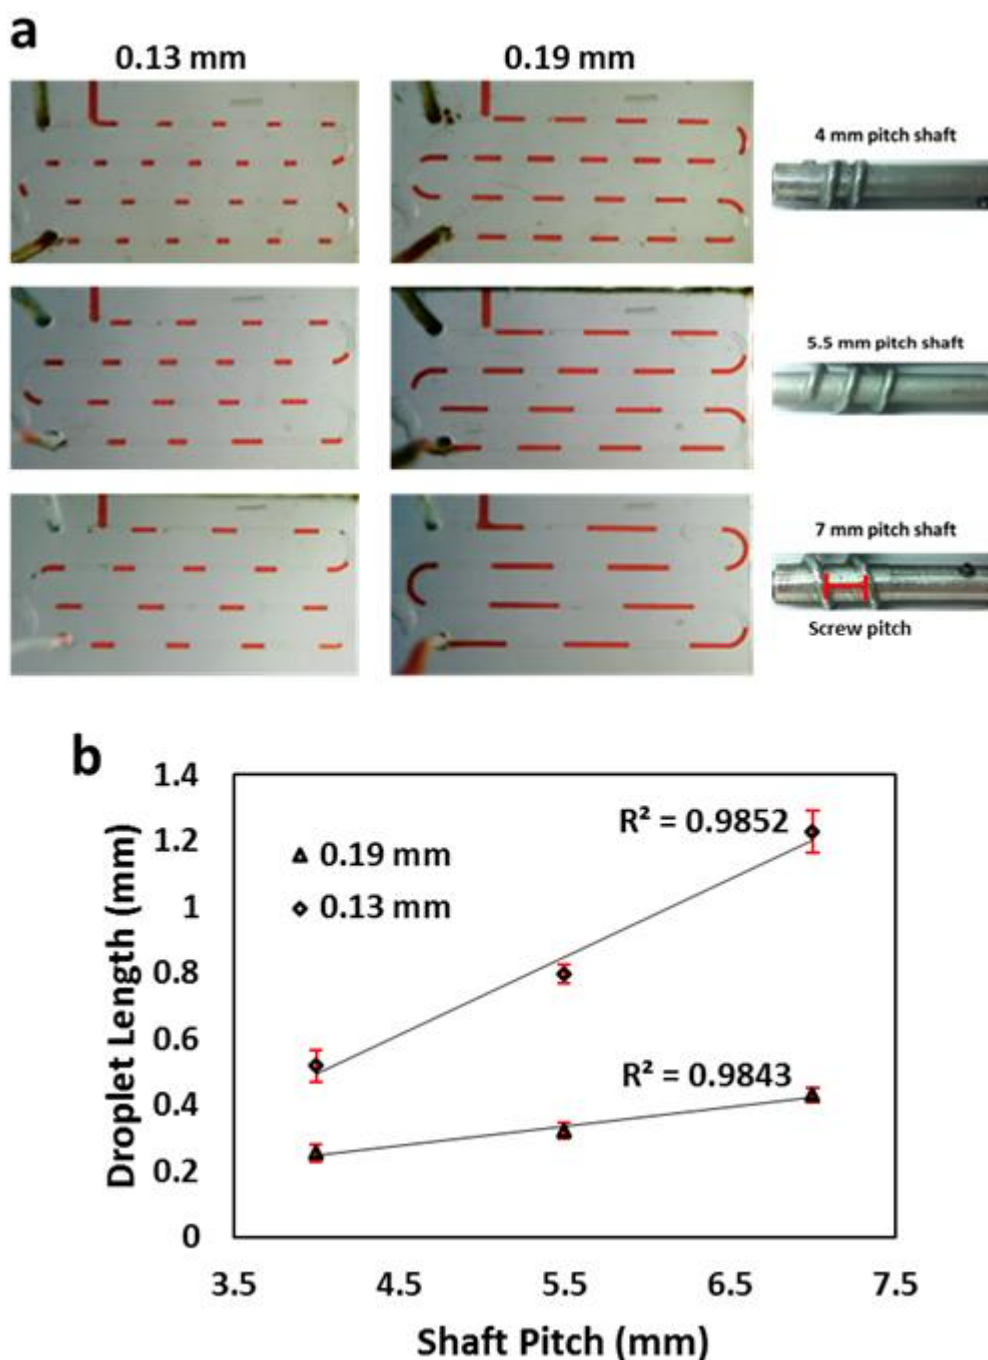 a
0.13 mm
0.19 mm
4 mm pitch shaft
5.5 mm pitch shaft
7 mm pitch shaft
Screw pitch
b
1.4
1.2
1
0.8
0.6
0.4
0.2
0
Droplet Length (mm)
R² = 0.9852
0.19 mm
0.13 mm
R² = 0.9843
3.5
4.5
5.5
6.5
7.5
Shaft Pitch (mm)